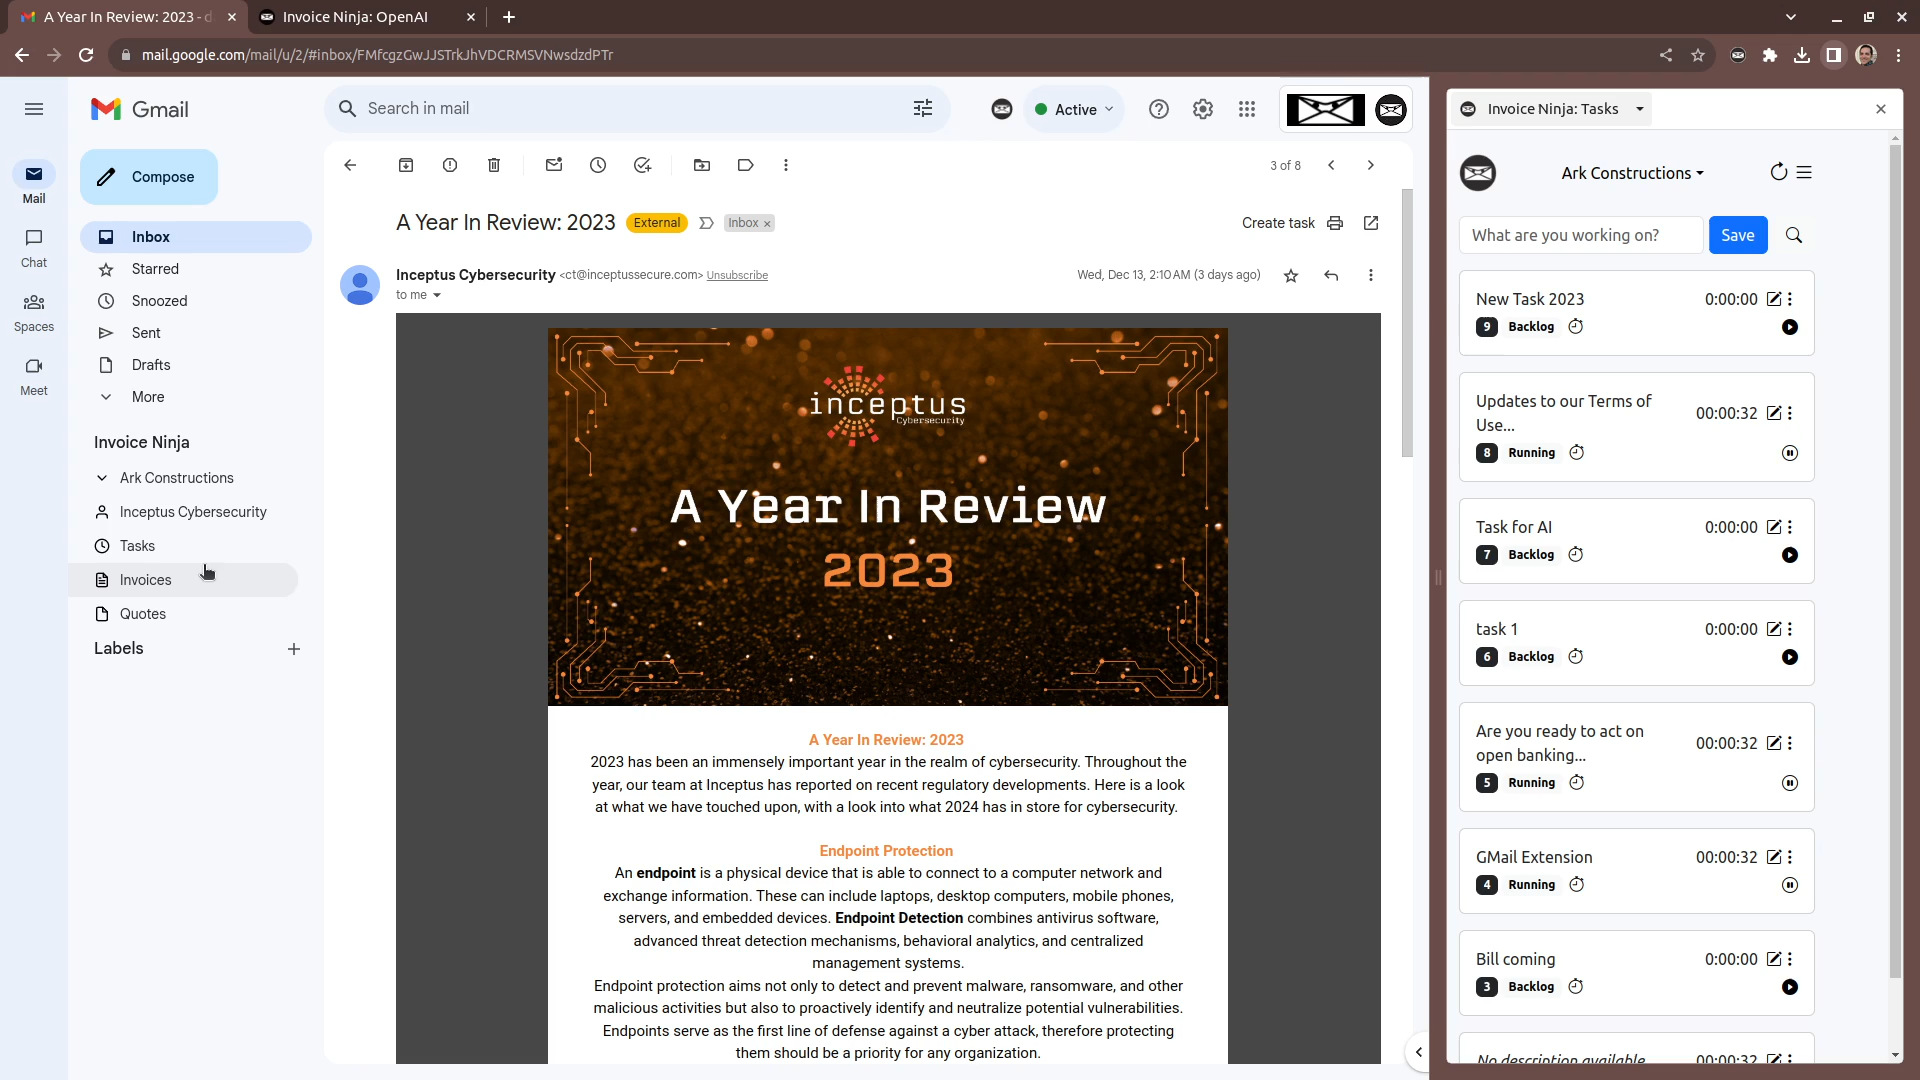 A Year In Review: 2023 - d
Invoice Ninja: OpenAI
mail.google.com/mail/u/2/#inbox/FMfcgzGwJJSTrkJhVDCRMSVNwsdzdPTr
Gmail
Search in mail
Active
Mail
Chat
Spaces
Meet
Compose
Inbox
Starred
Snoozed
Sent
Drafts
More
Invoice Ninja
Ark Constructions
Inceptus Cybersecurity
Tasks
Invoices
Quotes
Labels
3 of 8
A Year In Review: 2023 External Inbox
Create task
Inceptus Cybersecurity <ct@inceptussecure.com> Unsubscribe
Wed, Dec 13, 2:10 AM (3 days ago)
to me
inceptus
Cybersecurity
A Year In Review
2023
A Year In Review: 2023
2023 has been an immensely important year in the realm of cybersecurity. Throughout the
year, our team at Inceptus has reported on recent regulatory developments. Here is a look
at what we have touched upon, with a look into what 2024 has in store for cybersecurity.
Endpoint Protection
An endpoint is a physical device that is able to connect to a computer network and
exchange information. These can include laptops, desktop computers, mobile phones,
servers, and embedded devices. Endpoint Detection combines antivirus software,
advanced threat detection mechanisms, behavioral analytics, and centralized
management systems.
Endpoint protection aims not only to detect and prevent malware, ransomware, and other
malicious activities but also to proactively identify and neutralize potential vulnerabilities.
Endpoints serve as the first line of defense against a cyber attack, therefore protecting
them should be a priority for any organization.
Invoice Ninja: Tasks
Ark Constructions
What are you working on?
Save
New Task 2023 0:00:00
9 Backlog
Updates to our Terms of
Use...
00:00:32
8 Running
Task for AI 0:00:00
7 Backlog
task 1 0:00:00
6 Backlog
Are you ready to act on
open banking...
00:00:32
5 Running
GMail Extension 00:00:32
4 Running
Bill coming 0:00:00
3 Backlog
No description available 00:00:32